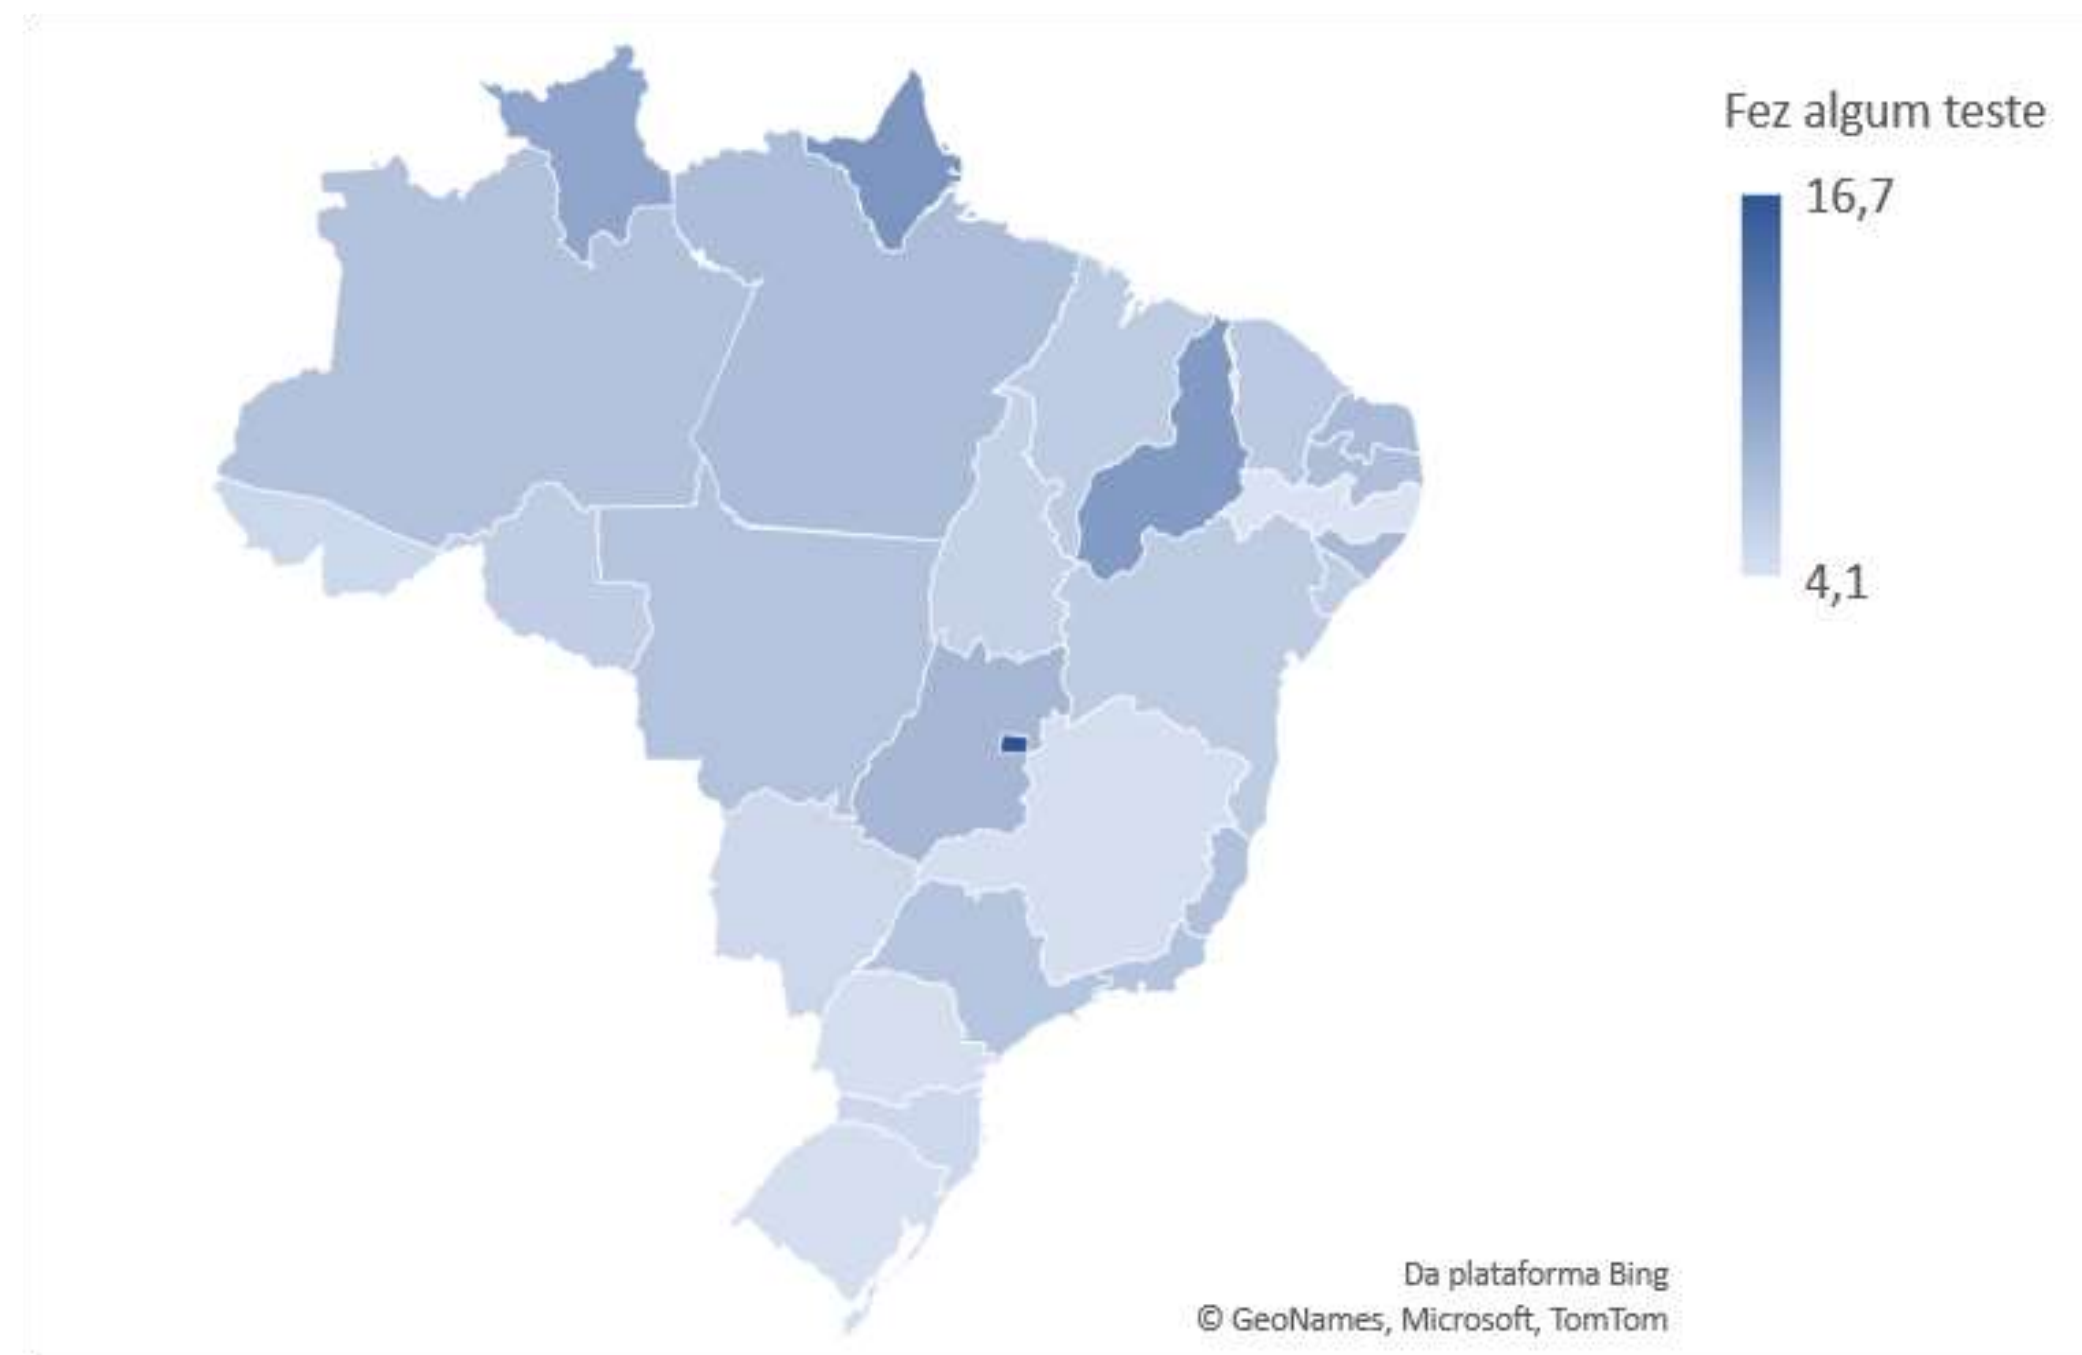 Fez algum teste
16,7
4,1
Da plataforma Bing
© GeoNames, Microsoft, TomTom